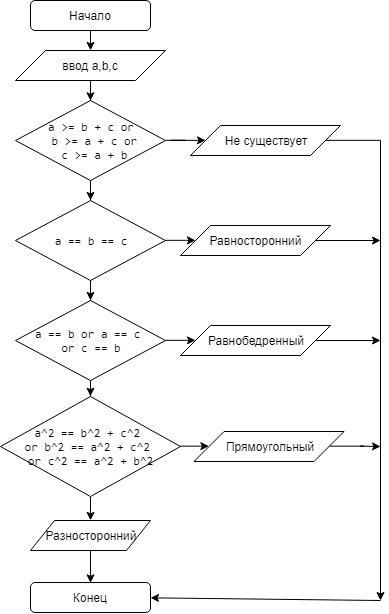 Начало
ввод a,b,c
a >= b + c or
b >= a + c or
c >= a + b
Не существует
a == b == c
Равносторонний
a == b or a == c
or c == b
Равнобедренный
a^2 == b^2 + c^2
or b^2 == a^2 + c^2
or c^2 == a^2 + b^2
Прямоугольный
Разносторонний
Конец